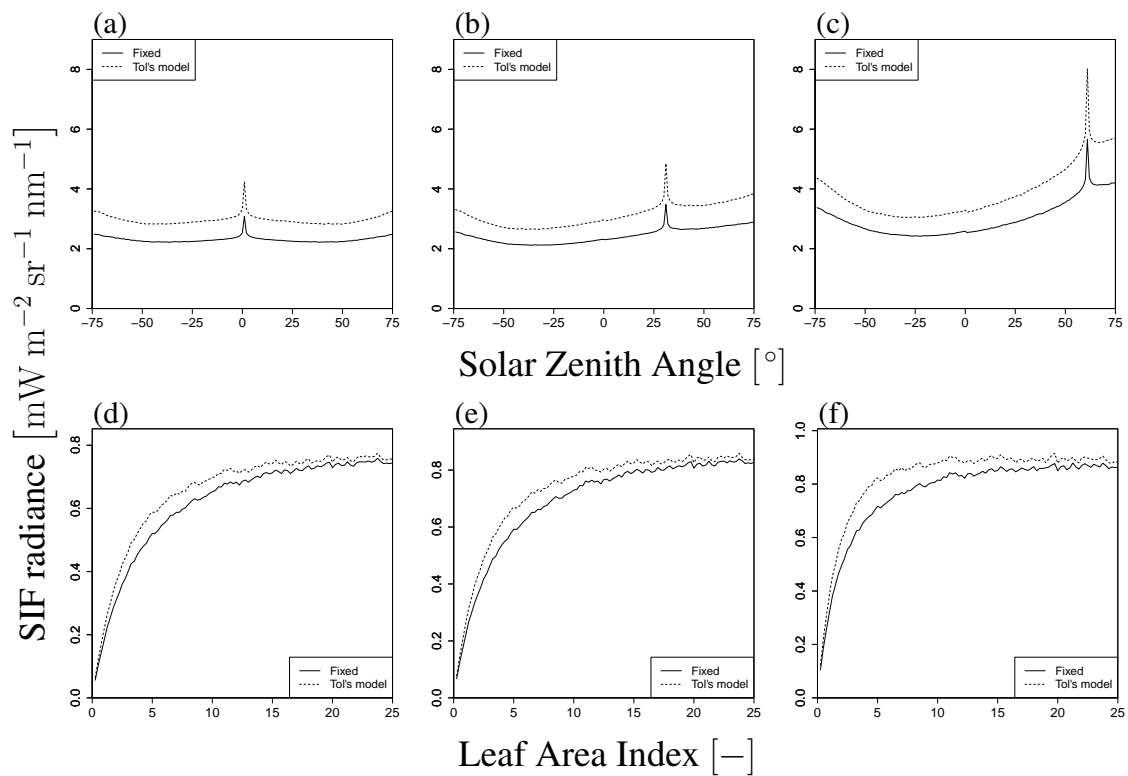 (a) (b) (c)
Fixed
Tol's model
Fixed
Tol's model
Fixed
Tol's model
8
6
4
2
0
8
6
4
2
0
8
6
4
2
0
−75 −50 −25 0 25 50 75
−75 −50 −25 0 25 50 75
−75 −50 −25 0 25 50 75
Solar Zenith Angle [°]
SIF radiance [mW m−2 sr−1 nm−1]
(d) (e) (f)
0.8
0.6
0.4
0.2
0.0
0.8
0.6
0.4
0.2
0.0
1.0
0.8
0.6
0.4
0.2
0.0
Fixed
Tol's model
Fixed
Tol's model
Fixed
Tol's model
0 5 10 15 20 25
0 5 10 15 20 25
0 5 10 15 20 25
Leaf Area Index [−]